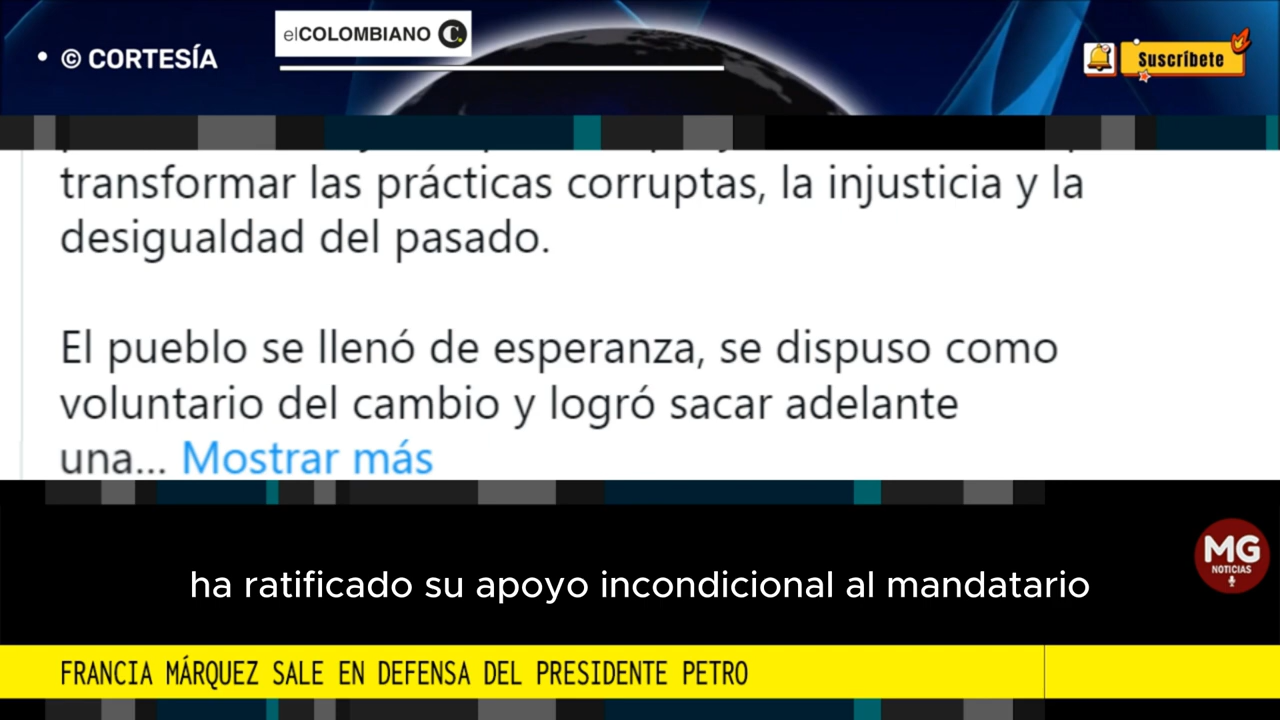 © CORTESÍA
elCOLOMBIANO C
Suscríbete
transformar las prácticas corruptas, la injusticia y la
desigualdad del pasado.
El pueblo se llenó de esperanza, se dispuso como
voluntario del cambio y logró sacar adelante
una... Mostrar más
MG
NOTICIAS
ha ratificado su apoyo incondicional al mandatario
FRANCIA MÁRQUEZ SALE EN DEFENSA DEL PRESIDENTE PETRO